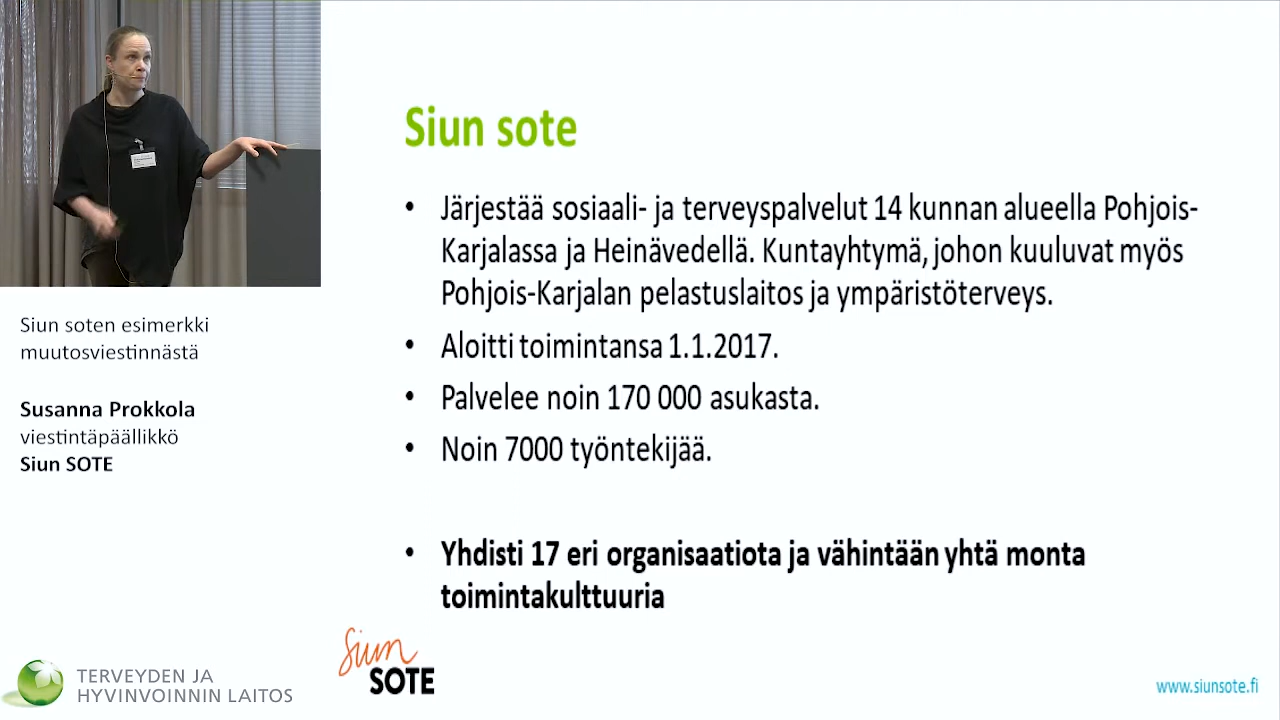 Siun soten esimerkki
muutosviestinnästä
Susanna Prokkola
viestintäpäällikkö
Siun SOTE
TERVEYDEN JA
HYVINVOINNIN LAITOS
Siun sote
• Järjestää sosiaali- ja terveyspalvelut 14 kunnan alueella Pohjois-
Karjalassa ja Heinävedellä. Kuntayhtymä, johon kuuluvat myös
Pohjois-Karjalan pelastuslaitos ja ympäristöterveys.
• Aloitti toimintansa 1.1.2017.
• Palvelee noin 170 000 asukasta.
• Noin 7000 työntekijää.
• Yhdisti 17 eri organisaatiota ja vähintään yhtä monta
toimintakulttuuria
Siun
SOTE
www.siunsote.fi